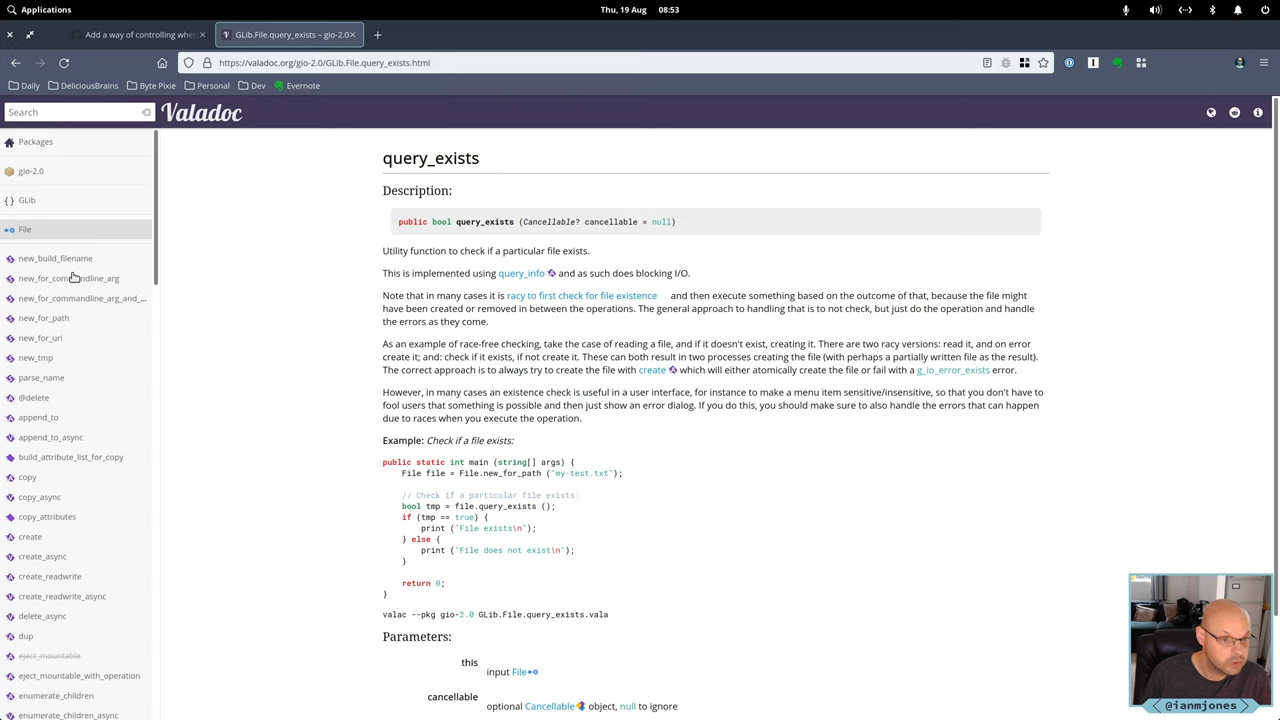 Applications
Thu, 19 Aug 08:53
Add a way of controlling whet
GLib.File.query_exists – gio-2.0
https://valadoc.org/gio-2.0/GLib.File.query_exists.html
Daily
DeliciousBrains
Byte Pixie
Personal
Dev
Evernote
Search
Valadoc
Packages
gio-2.0
GLib
File
new_build_filename
new_for_commandline_arg
new_for_commandline_arg_and_...
new_for_path
new_for_uri
new_tmp
parse_name
@delete
append_to
append_to_async
build_attribute_list_for_copy
copy
copy_async
copy_attributes
create
create_async
create_readwrite
create_readwrite_async
delete_async
dup
eject_mountable
eject_mountable_with_operation
enumerate_children
enumerate_children_async
query_exists
Description:
public bool query_exists (Cancellable? cancellable = null)
Utility function to check if a particular file exists.
This is implemented using query_info and as such does blocking I/O.
Note that in many cases it is racy to first check for file existence and then execute something based on the outcome of that, because the file might
have been created or removed in between the operations. The general approach to handling that is to not check, but just do the operation and handle
the errors as they come.
As an example of race-free checking, take the case of reading a file, and if it doesn't exist, creating it. There are two racy versions: read it, and on error
create it; and: check if it exists, if not create it. These can both result in two processes creating the file (with perhaps a partially written file as the result).
The correct approach is to always try to create the file with create which will either atomically create the file or fail with a g_io_error_exists error.
However, in many cases an existence check is useful in a user interface, for instance to make a menu item sensitive/insensitive, so that you don't have to
fool users that something is possible and then just show an error dialog. If you do this, you should make sure to also handle the errors that can happen
due to races when you execute the operation.
Example: Check if a file exists:
public static int main (string[] args) {
File file = File.new_for_path ("my-test.txt");
// Check if a particular file exists:
bool tmp = file.query_exists ();
if (tmp == true) {
print ("File exists\n");
} else {
print ("File does not exist\n");
}
return 0;
}
valac --pkg gio-2.0 GLib.File.query_exists.vala
Parameters:
this
input File
cancellable
optional Cancellable object, null to ignore
< @ianmjones >